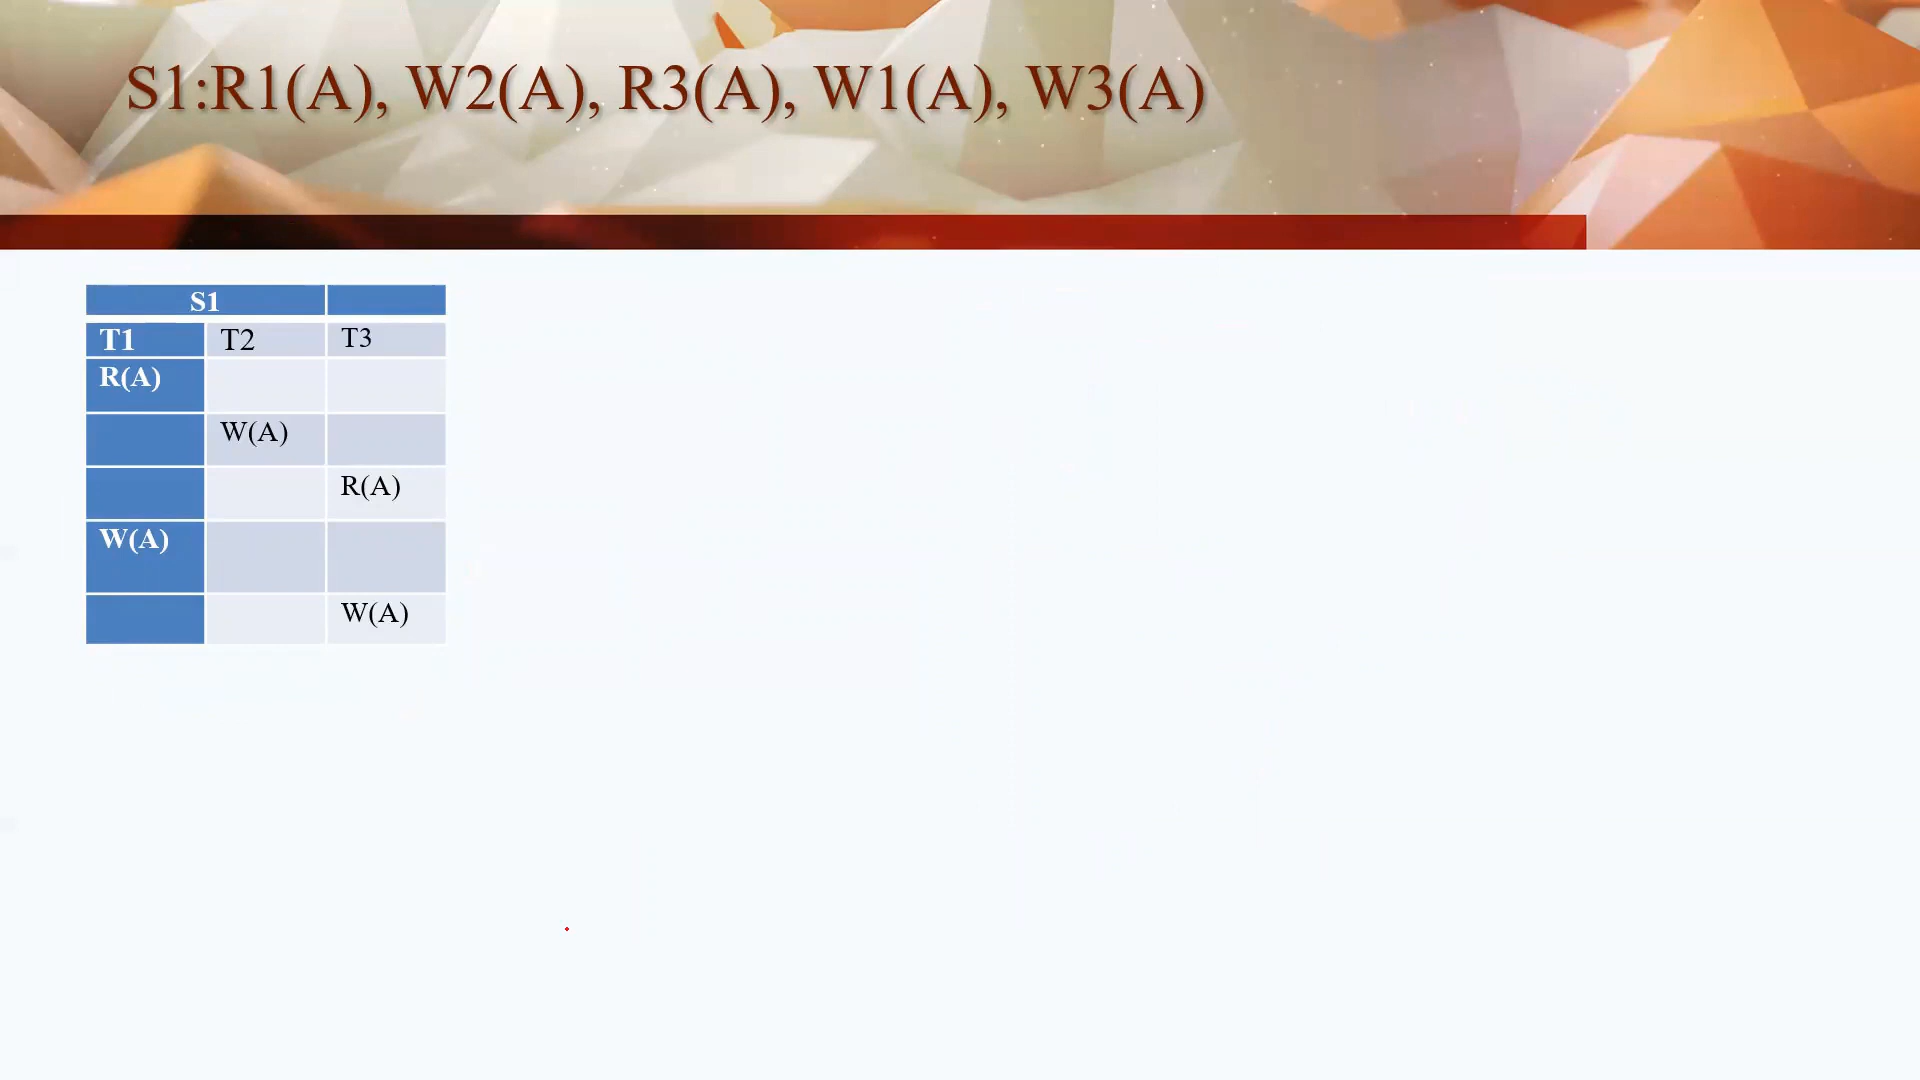 S1:R1(A), W2(A), R3(A), W1(A), W3(A)
S1
T1 T2 T3
R(A)
W(A)
R(A)
W(A)
W(A)